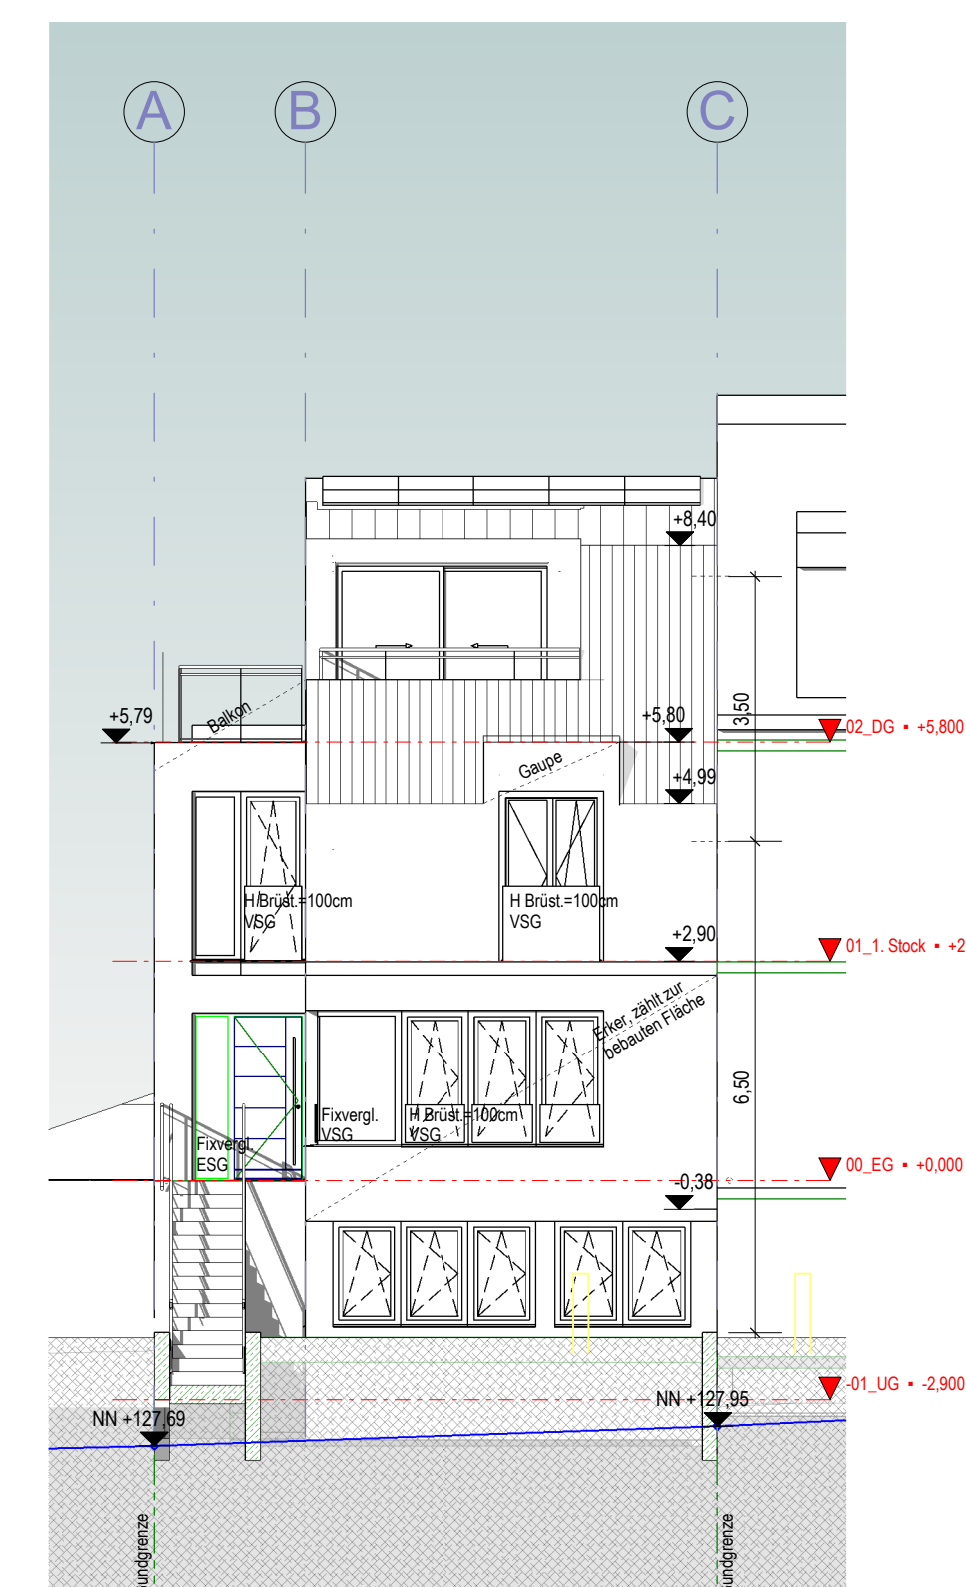 A
B
C
+8,40
3,50
+5,79
Balkon
+5,80
02_DG ▪ +5,800
Gaupe
+4,99
H Brüst.=100cm
VSG
H Brüst.=100cm
VSG
+2,90
01_1. Stock ▪ +2
Erker, zählt zur
bebauten Fläche
6,50
Fixvergl.
VSG
H Brüst.=100cm
VSG
Fixvergl.
ESG
00_EG ▪ +0,000
-0,38
-01_UG ▪ -2,900
NN +127,69
NN +127,95
undgrenze
undgrenze